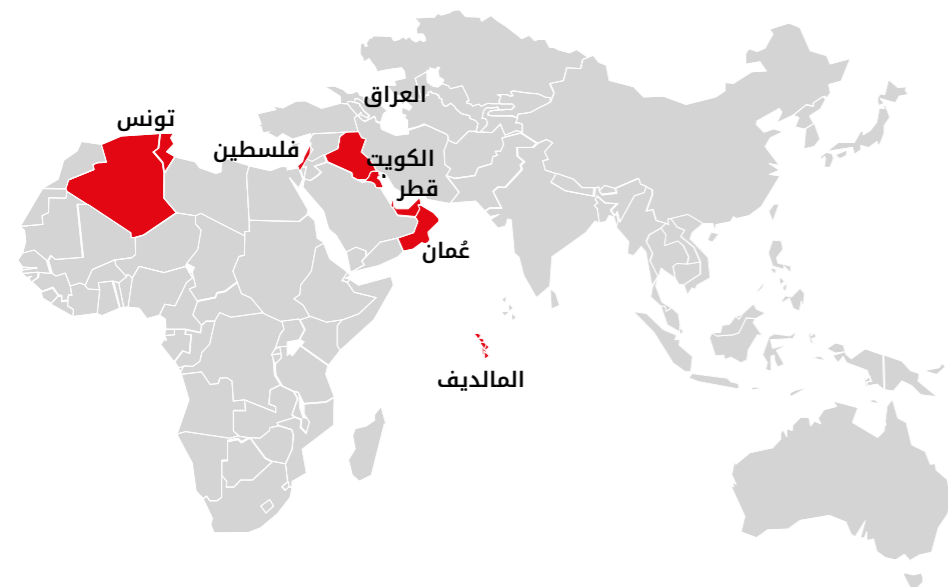 العراق
تونس
فلسطين
الكويت
قطر
عُمان
المالديف